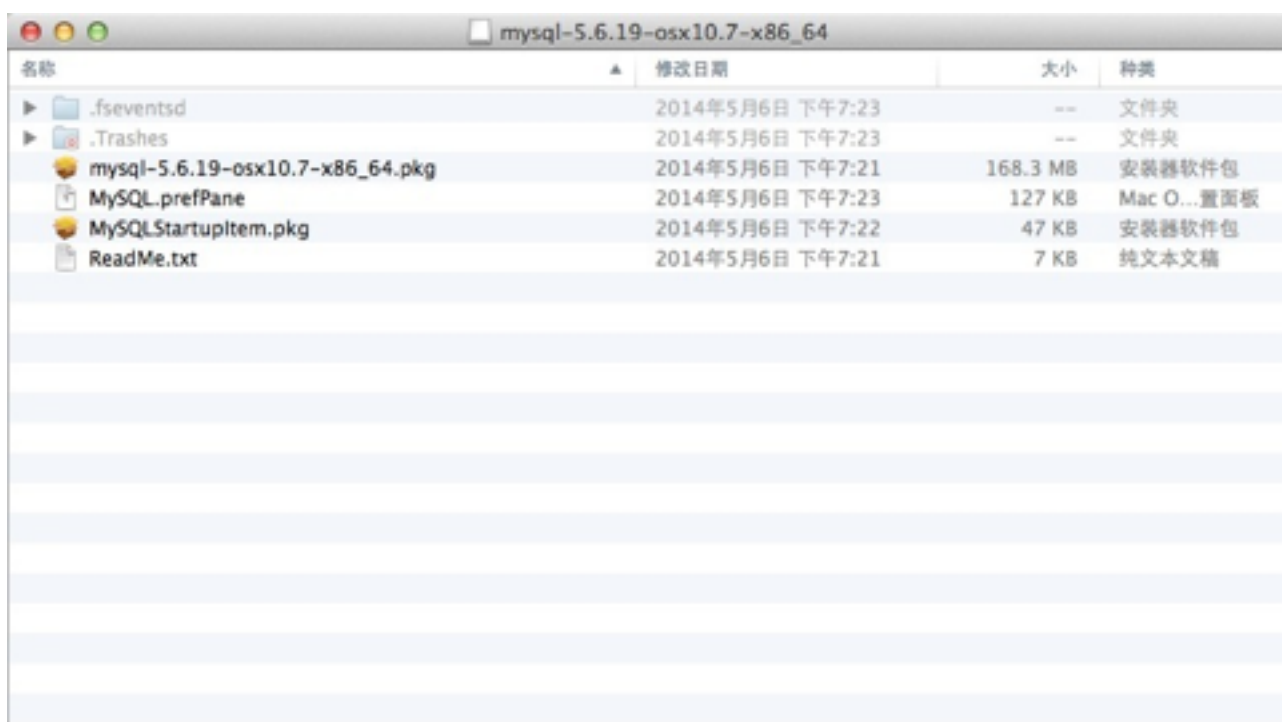 mysql-5.6.19-osx10.7-x86_64
名称 修改日期 大小 种类
.fseventsd 2014年5月6日 下午7:23 -- 文件夹
.Trashes 2014年5月6日 下午7:23 -- 文件夹
mysql-5.6.19-osx10.7-x86_64.pkg 2014年5月6日 下午7:21 168.3 MB 安装器软件包
MySQL.prefPane 2014年5月6日 下午7:23 127 KB Mac O...置面板
MySQLStartupItem.pkg 2014年5月6日 下午7:22 47 KB 安装器软件包
ReadMe.txt 2014年5月6日 下午7:21 7 KB 纯文本文稿